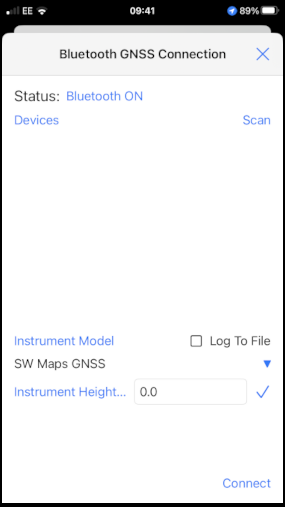 EE 09:41 89%
Bluetooth GNSS Connection
Status: Bluetooth ON
Devices Scan
Instrument Model Log To File
SW Maps GNSS
Instrument Height... 0.0
Connect